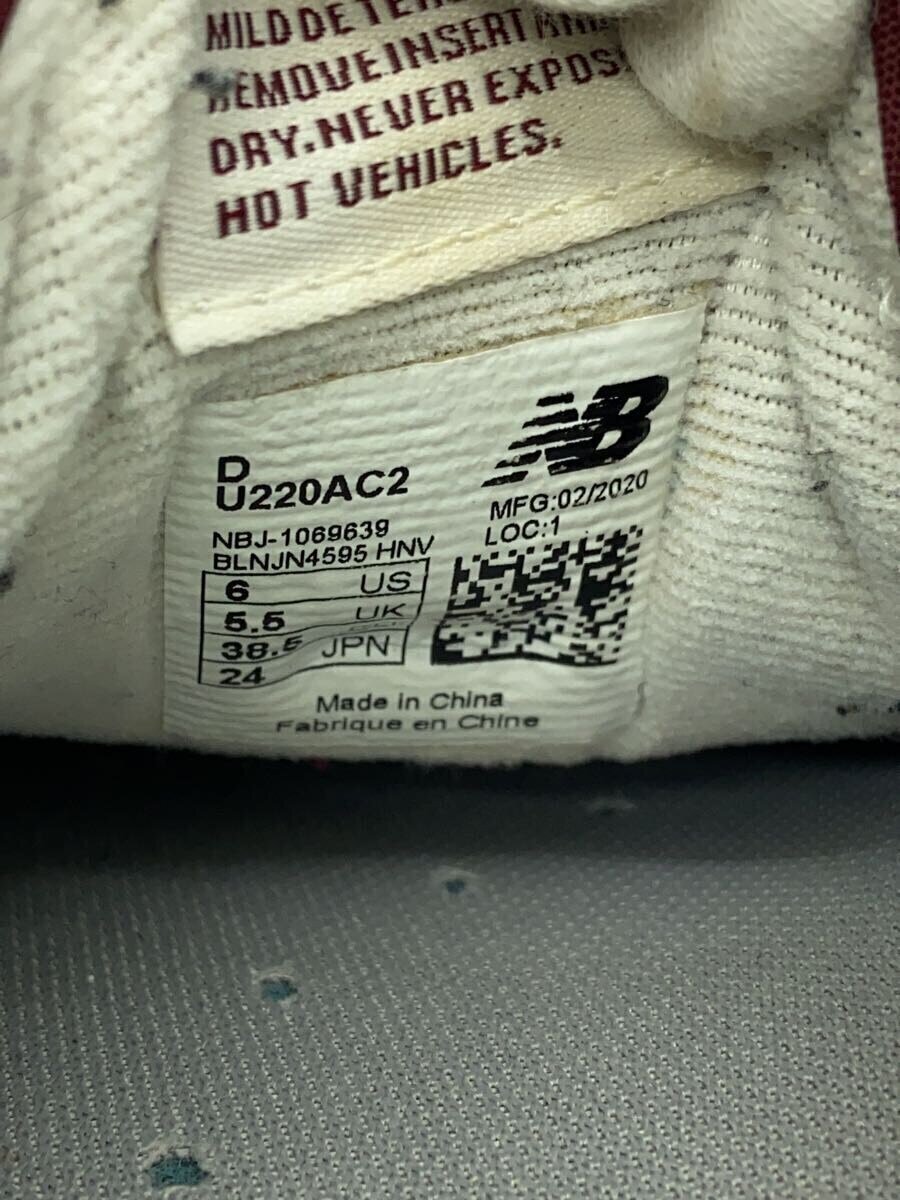 MILD DETER
REMOVE.INSERT
DRY.NEVER EXPOS
HOT VEHICLES.
D
U220AC2
NB
MFG:02/2020
NBJ-1069639
LOC:1
BLNJN4595 HNV
6 US
5.5 UK
38.5
JPN
24
Made in China
Fabrique en Chine